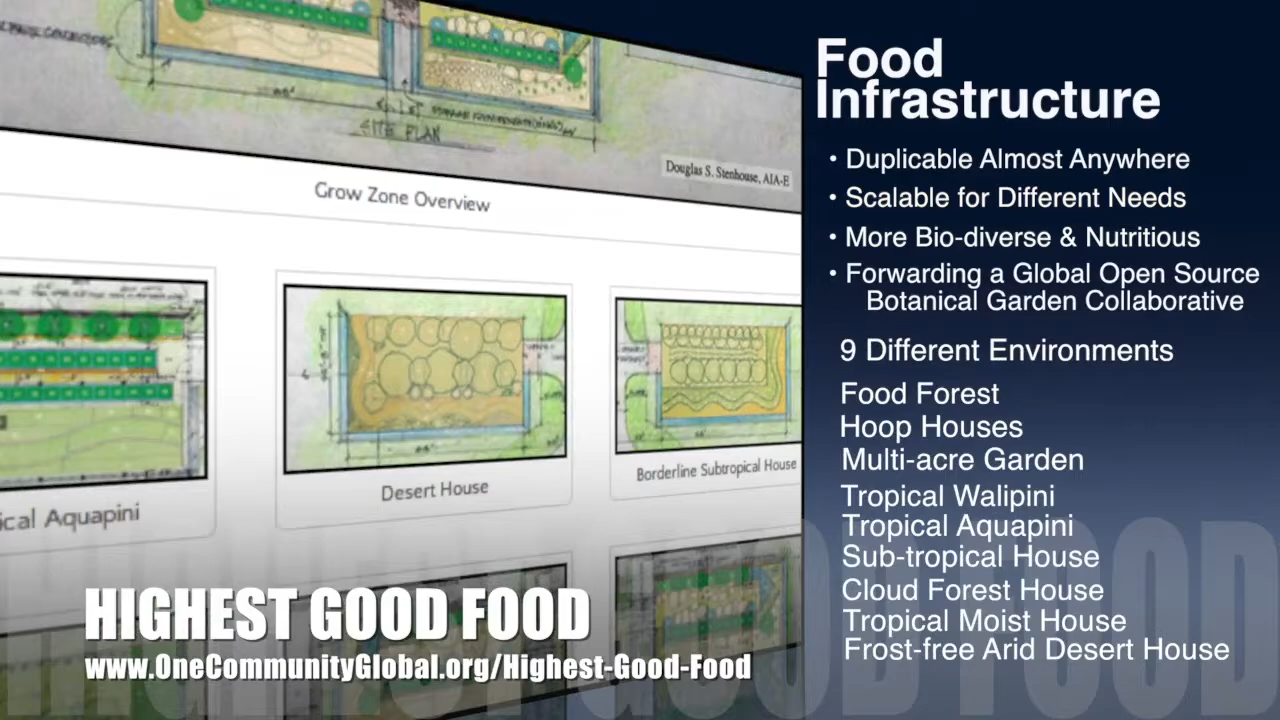 SITE PLAN
Douglas S. Stenhouse, AIA-E
Grow Zone Overview
ical Aquapini
Desert House
Borderline Subtropical House
HIGHEST GOOD FOOD
www.OneCommunityGlobal.org/Highest-Good-Food
Food
Infrastructure
• Duplicable Almost Anywhere
• Scalable for Different Needs
• More Bio-diverse & Nutritious
• Forwarding a Global Open Source
Botanical Garden Collaborative
9 Different Environments
Food Forest
Hoop Houses
Multi-acre Garden
Tropical Walipini
Tropical Aquapini
Sub-tropical House
Cloud Forest House
Tropical Moist House
Frost-free Arid Desert House
HIGHEST GOOD FOOD